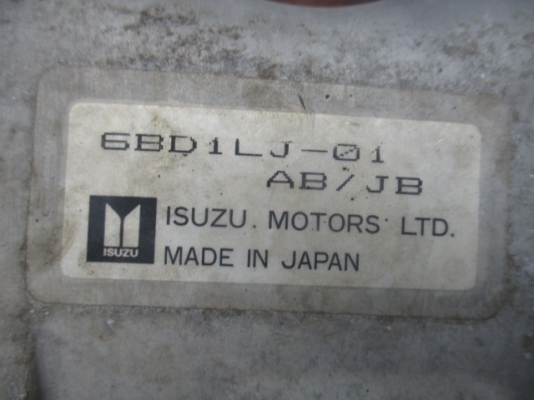 6BD1LJ-01
AB/JB
ISUZU MOTORS LTD.
ISUZU
MADE IN JAPAN